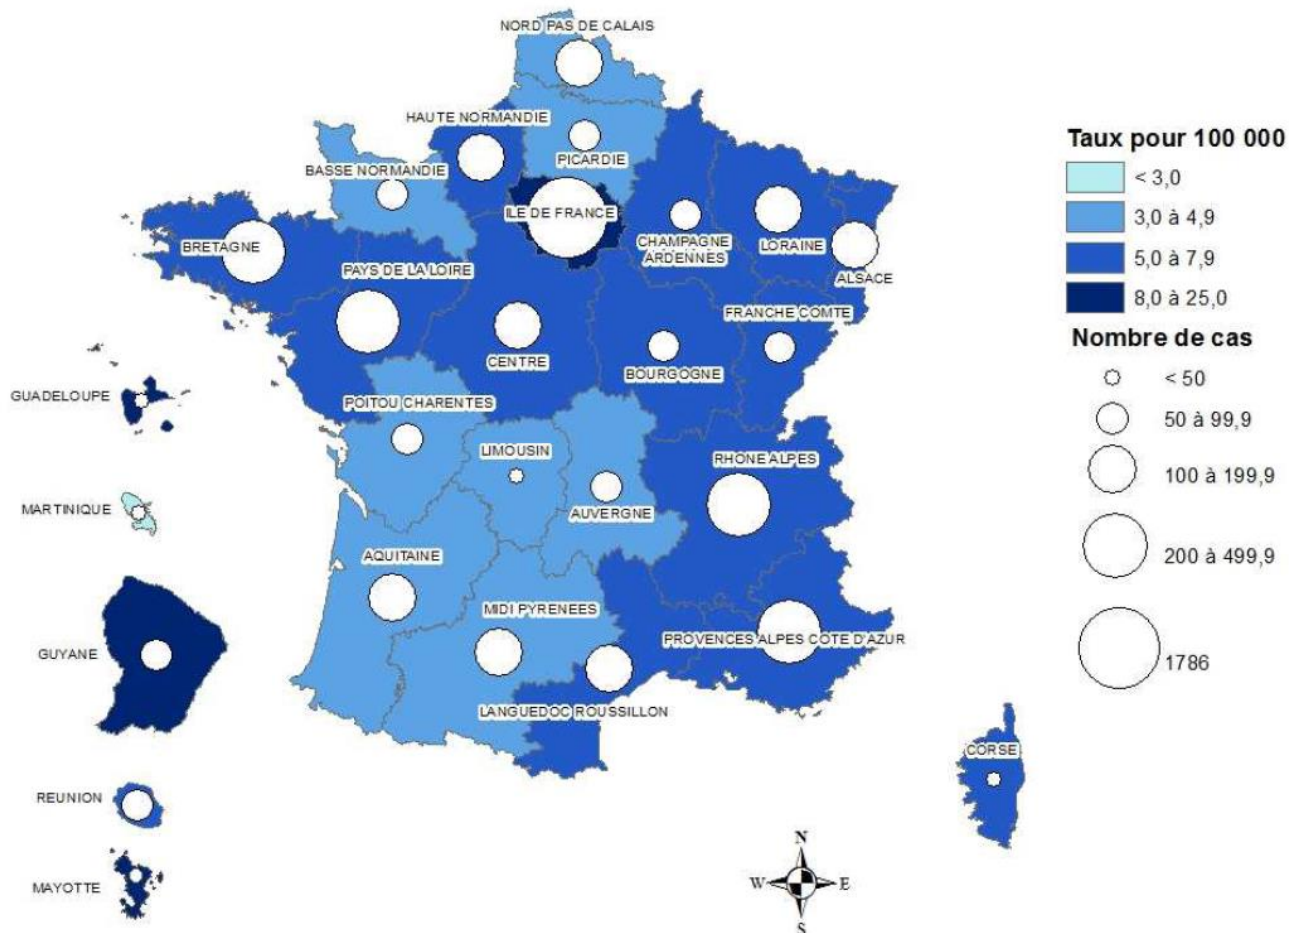 NORD PAS DE CALAIS
HAUTE NORMANDIE
PICARDIE
BASSE NORMANDIE
ILE DE FRANCE
CHAMPAGNE
ARDENNES
LORAINE
ALSACE
BRETAGNE
PAYS DE LA LOIRE
CENTRE
BOURGOGNE
FRANCHE COMTE
POITOU CHARENTES
LIMOUSIN
AUVERGNE
RHÔNE ALPES
AQUITAINE
MIDI PYRENEES
PROVENCES ALPES COTE D'AZUR
LANGUEDOC ROUSSILLON
CORSE
GUADELOUPE
MARTINIQUE
GUYANE
REUNION
MAYOTTE
Taux pour 100 000
< 3,0
3,0 à 4,9
5,0 à 7,9
8,0 à 25,0
Nombre de cas
< 50
50 à 99,9
100 à 199,9
200 à 499,9
1786
N
W E
S